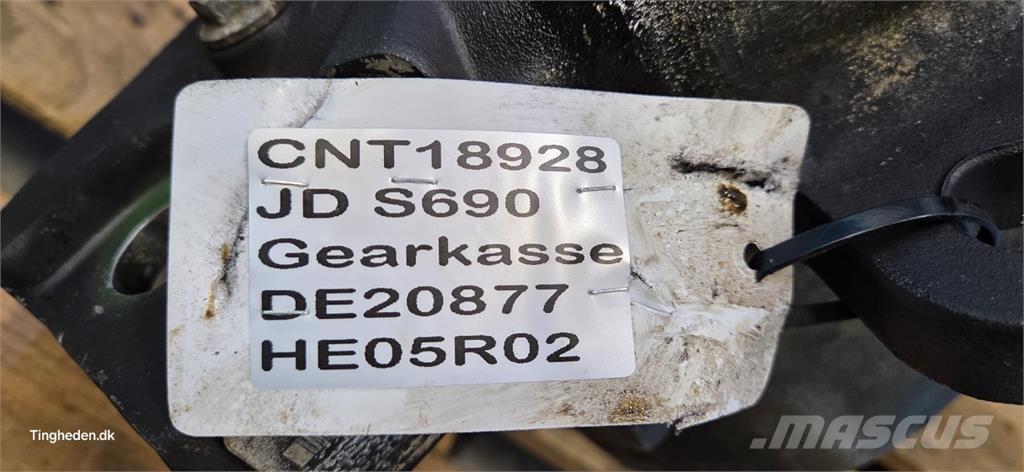 CNT18928
JD S690
Gearkasse
DE20877
HE05R02
Tingheden.dk
MASCUS